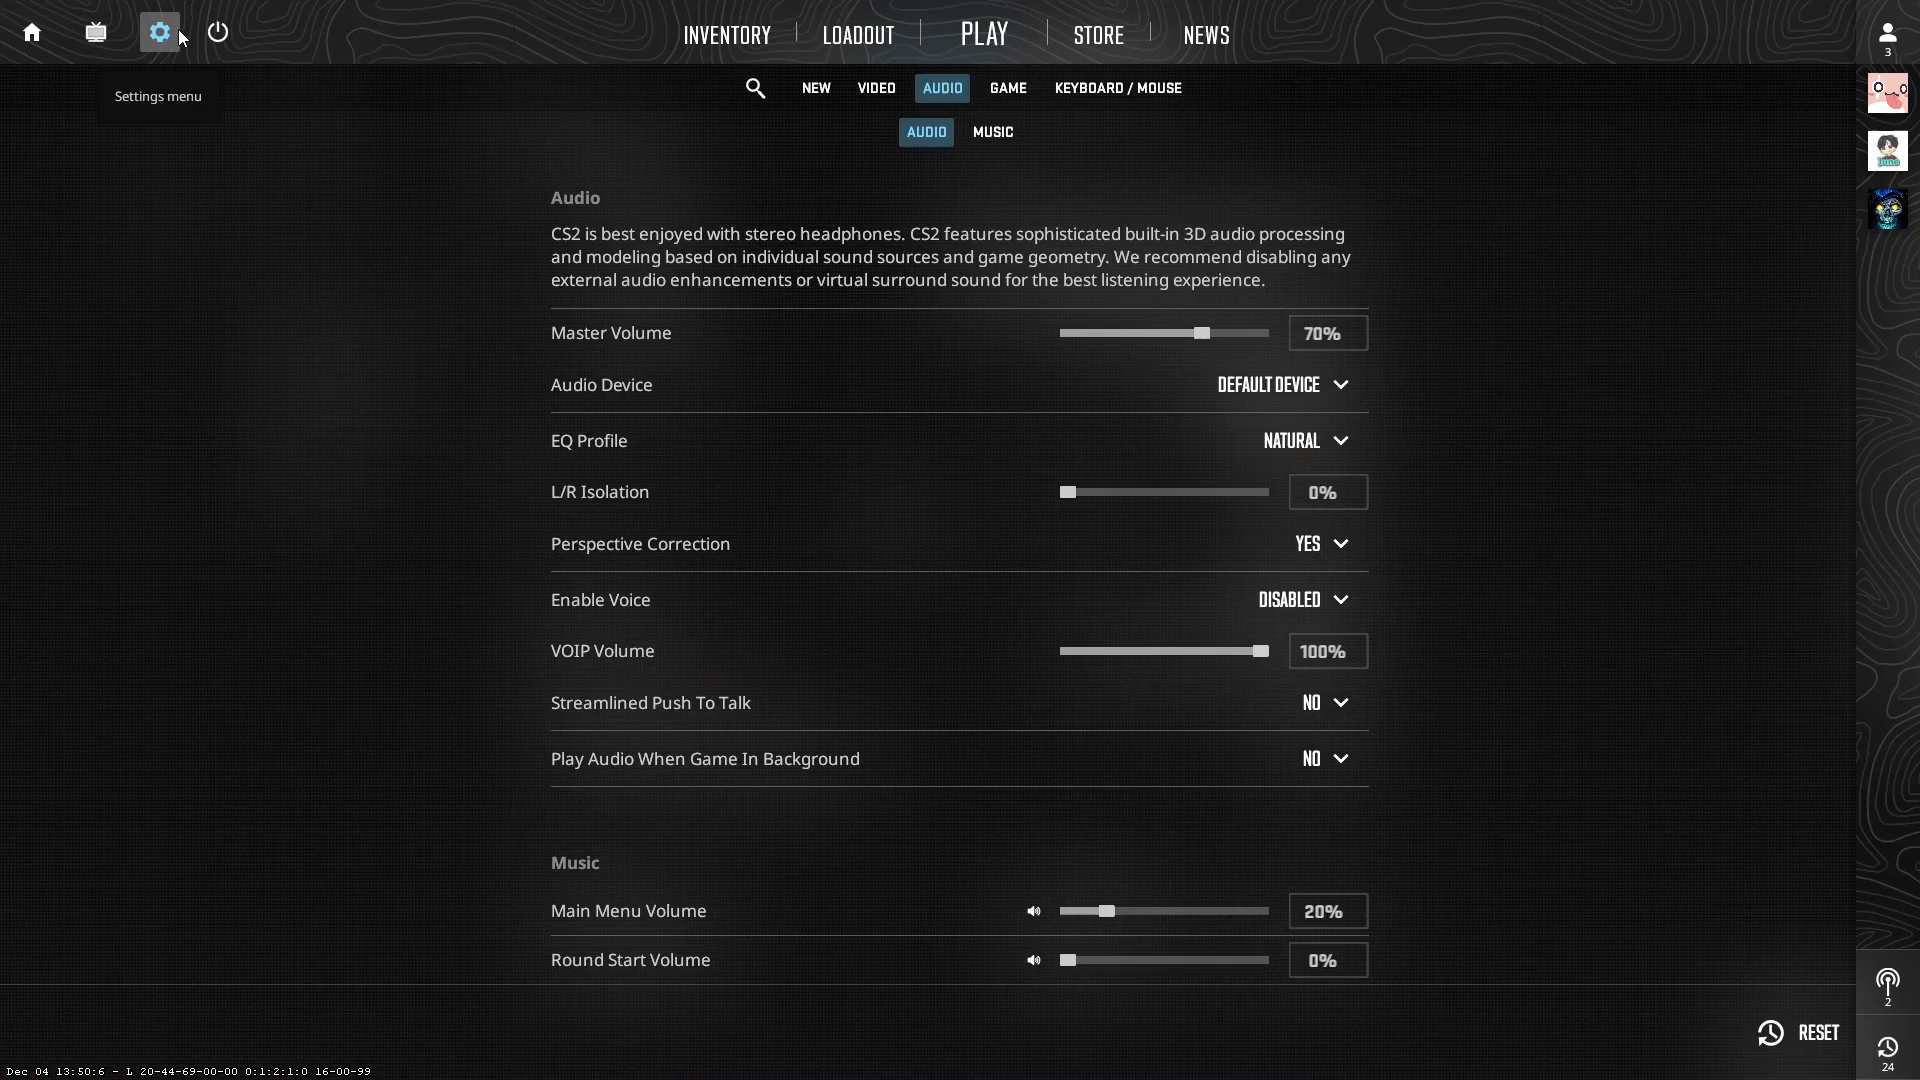 INVENTORY LOADOUT PLAY STORE NEWS
3
Settings menu
NEW VIDEO AUDIO GAME KEYBOARD / MOUSE
AUDIO MUSIC
Audio
CS2 is best enjoyed with stereo headphones. CS2 features sophisticated built-in 3D audio processing
and modeling based on individual sound sources and game geometry. We recommend disabling any
external audio enhancements or virtual surround sound for the best listening experience.
Master Volume 70%
Audio Device DEFAULT DEVICE
EQ Profile NATURAL
L/R Isolation 0%
Perspective Correction YES
Enable Voice DISABLED
VOIP Volume 100%
Streamlined Push To Talk NO
Play Audio When Game In Background NO
Music
Main Menu Volume 20%
Round Start Volume 0%
2
RESET
24
Dec 04 13:50:6 - L 20-44-69-00-00 0:1:2:1:0 16-00-99